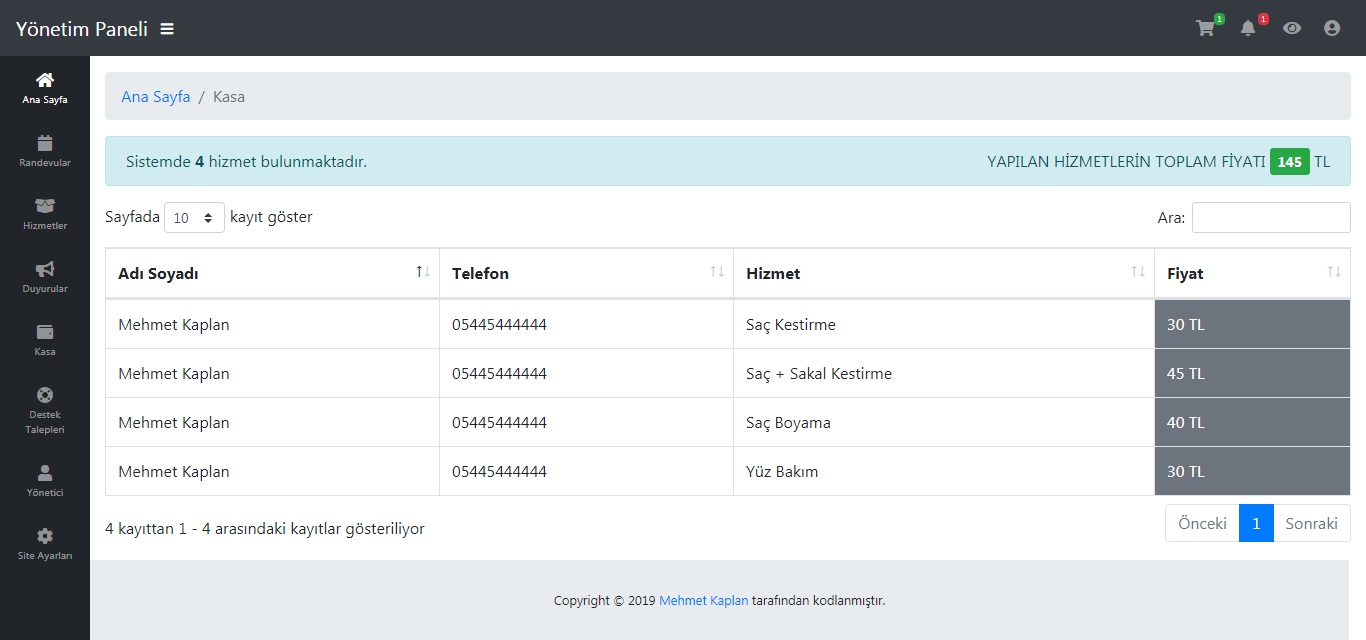 Yönetim Paneli
1
1
Ana Sayfa
Randevular
Hizmetler
Duyurular
Kasa
Destek
Talepleri
Yönetici
Site Ayarları
Ana Sayfa / Kasa
Sistemde 4 hizmet bulunmaktadır.
YAPILAN HİZMETLERİN TOPLAM FİYATI 145 TL
Sayfada 10 kayıt göster
Ara:
Adı Soyadı Telefon Hizmet Fiyat
Mehmet Kaplan 05445444444 Saç Kestirme 30 TL
Mehmet Kaplan 05445444444 Saç + Sakal Kestirme 45 TL
Mehmet Kaplan 05445444444 Saç Boyama 40 TL
Mehmet Kaplan 05445444444 Yüz Bakım 30 TL
4 kayıttan 1 - 4 arasındaki kayıtlar gösteriliyor
Önceki 1 Sonraki
Copyright © 2019 Mehmet Kaplan tarafından kodlanmıştır.